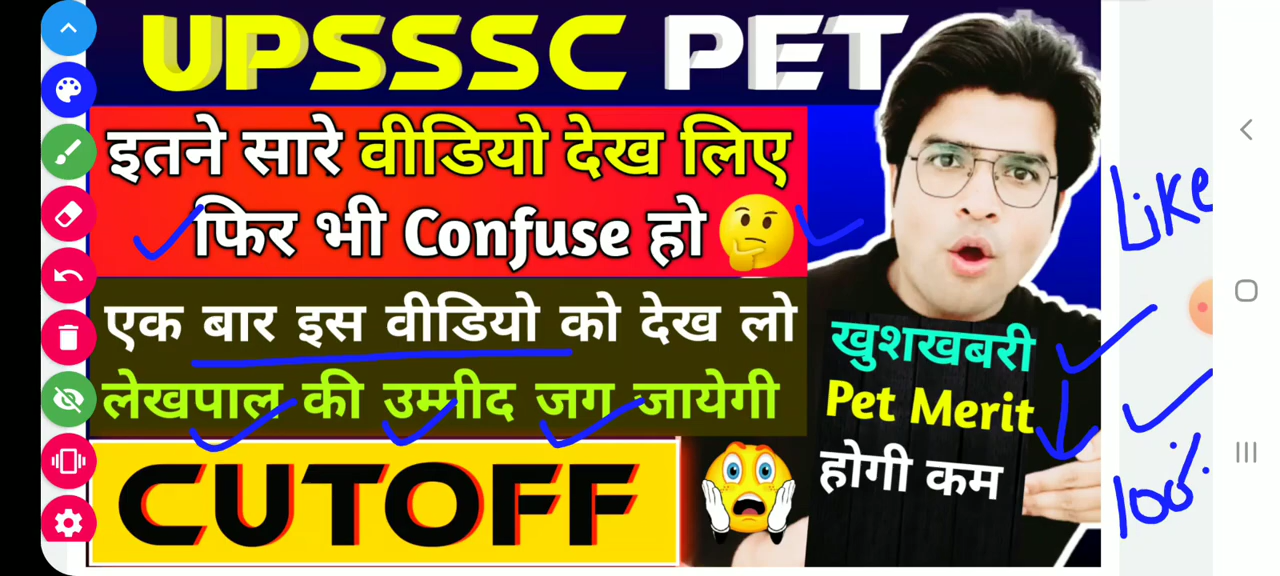 UPSSSC PET
इतने सारे वीडियो देख लिए
फिर भी Confuse हो
एक बार इस वीडियो को देख लो
लेखपाल की उम्मीद जग जायेगी
CUTOFF
खुशखबरी
Pet Merit
होगी कम
Like
100%